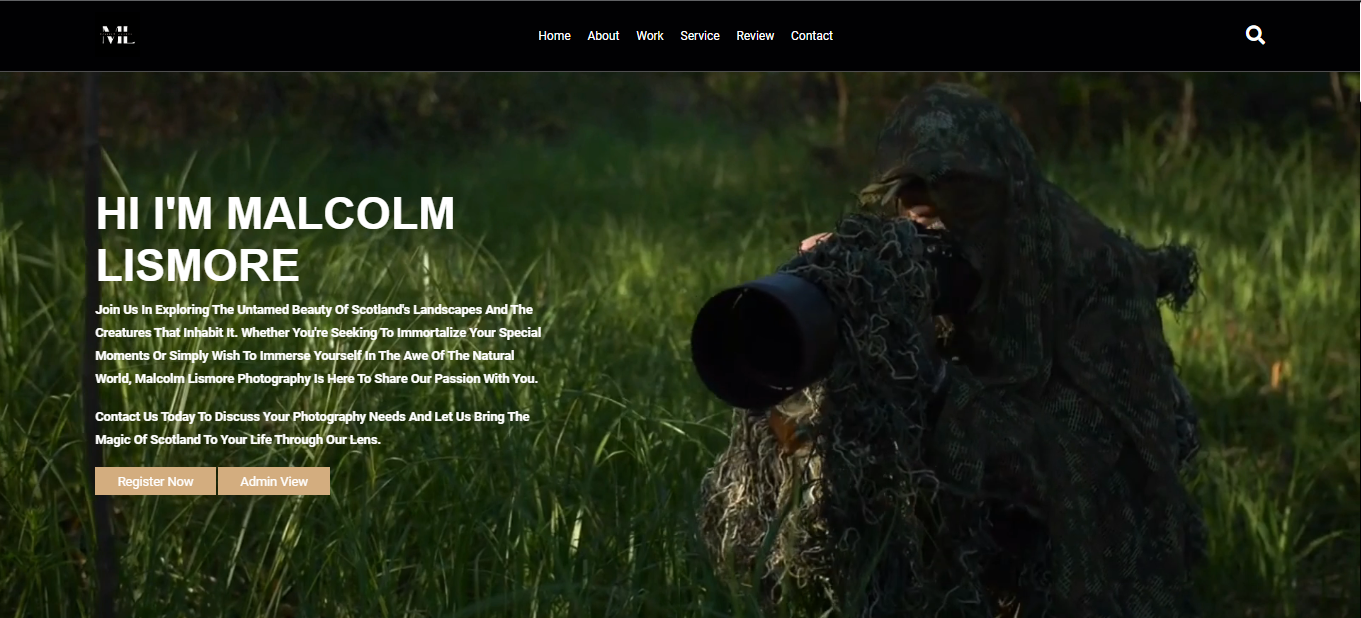 ML
Home About Work Service Review Contact
HI I'M MALCOLM
LISMORE
Join Us In Exploring The Untamed Beauty Of Scotland's Landscapes And The
Creatures That Inhabit It. Whether You're Seeking To Immortalize Your Special
Moments Or Simply Wish To Immerse Yourself In The Awe Of The Natural
World, Malcolm Lismore Photography Is Here To Share Our Passion With You.
Contact Us Today To Discuss Your Photography Needs And Let Us Bring The
Magic Of Scotland To Your Life Through Our Lens.
Register Now Admin View